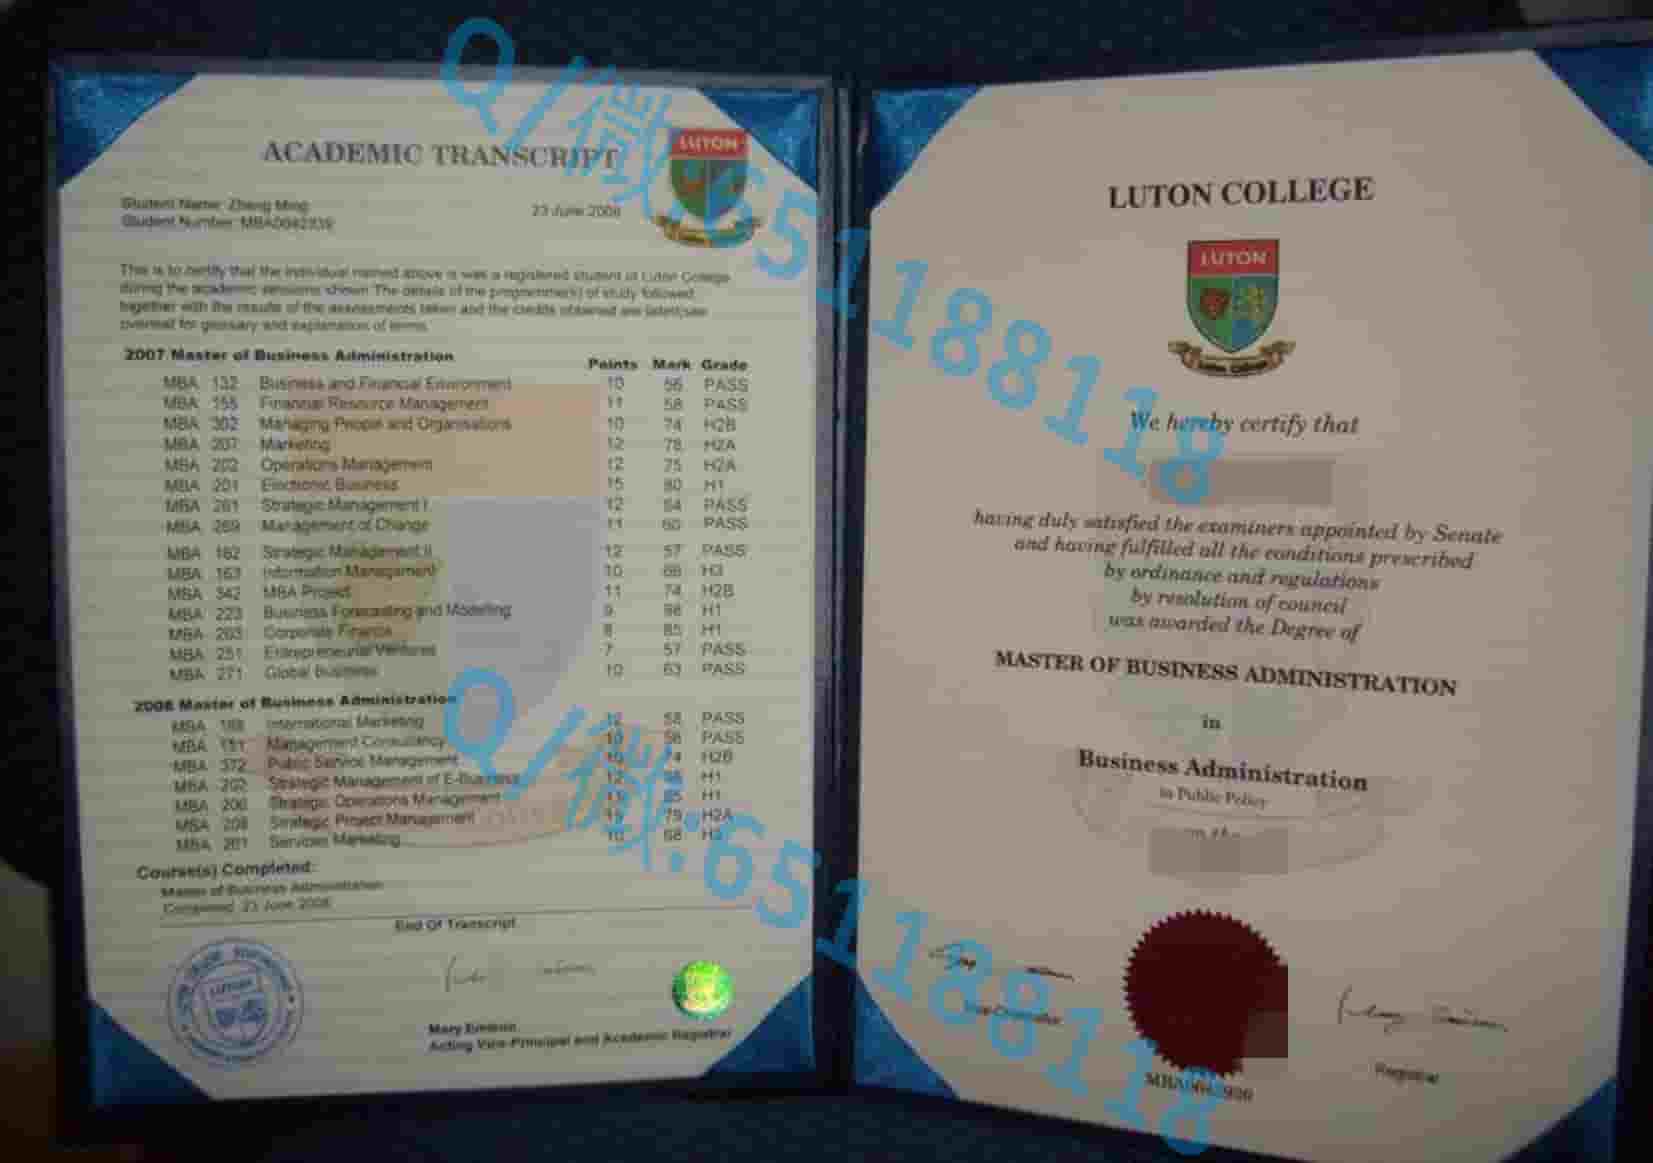 ACADEMIC TRANSCRIPT
LUTON
Student Name: Zheng Ming
Student Number: MBA0042339
23 June 2008
This is to certify that the individual named above is was a registered student of Luton College
during the academic sessions shown The details of the programme(s) of study followed
together with the results of the assessments taken and the credits obtained are listed,see
overleaf for glossary and explanation of terms
2007 Master of Business Administration
Points Mark Grade
MBA 132 Business and Financial Environment 10 56 PASS
MBA 155 Financial Resource Management 11 58 PASS
MBA 302 Managing People and Organisations 10 74 H2B
MBA 207 Marketing 12 78 H2A
MBA 202 Operations Management 12 75 H2A
MBA 201 Electronic Business 15 80 H1
MBA 261 Strategic Management I 12 54 PASS
MBA 269 Management of Change 11 60 PASS
MBA 162 Strategic Management II 12 57 PASS
MBA 163 Information Management 10 68 H3
MBA 342 MBA Project 11 74 H2B
MBA 223 Business Forecasting and Modelling 9 H1
MBA 203 Corporate Finance 8 85 H1
MBA 251 Entrepreneurial Ventures 7 57 PASS
MBA 271 Global Business 10 63 PASS
2008 Master of Business Administration
MBA International Marketing 12 58 PASS
MBA 151 Management Consultancy 10 56 PASS
MBA 372 Public Service Management 10 74 H2B
MBA 202 Strategic Management of E-Business 12 H1
MBA 206 Strategic Operations Management 85 H1
MBA 208 Strategic Project Management 15 79 H2A
MBA 261 Services Marketing 10 68
Course(s) Completed:
Master of Business Administration
Completed 23 June 2008
End Of Transcript
LUTON
Mary
Acting Vice-Principal and Academic Registrar
LUTON COLLEGE
LUTON
Luton College
We hereby certify that
having duly satisfied the examiners appointed by Senate
and having fulfilled all the conditions prescribed
by ordinance and regulations
by resolution of council
was awarded the Degree of
MASTER OF BUSINESS ADMINISTRATION
in
Business Administration
in Public Policy
on the
Vice-Chancellor
Registrar
Q/微:651188118
Q/微:651188118